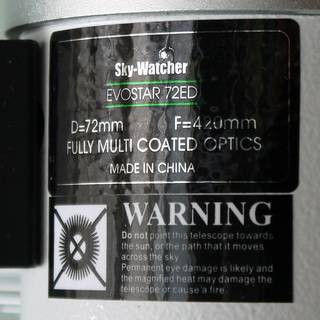 Sky-Watcher
EVOSTAR 72ED
D=72mm F=420mm
FULLY MULTI COATED OPTICS
MADE IN CHINA
WARNING
Do not point this telescope towards
the sun, or the path that it moves
across the sky
Permanent eye damage is likely and
the magnified heat may damage the
telescope or cause a fire.